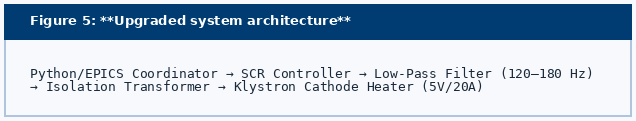 Figure 5: **Upgraded system architecture**
Python/EPICS Coordinator → SCR Controller → Low-Pass Filter (120–180 Hz)
→ Isolation Transformer → Klystron Cathode Heater (5V/20A)